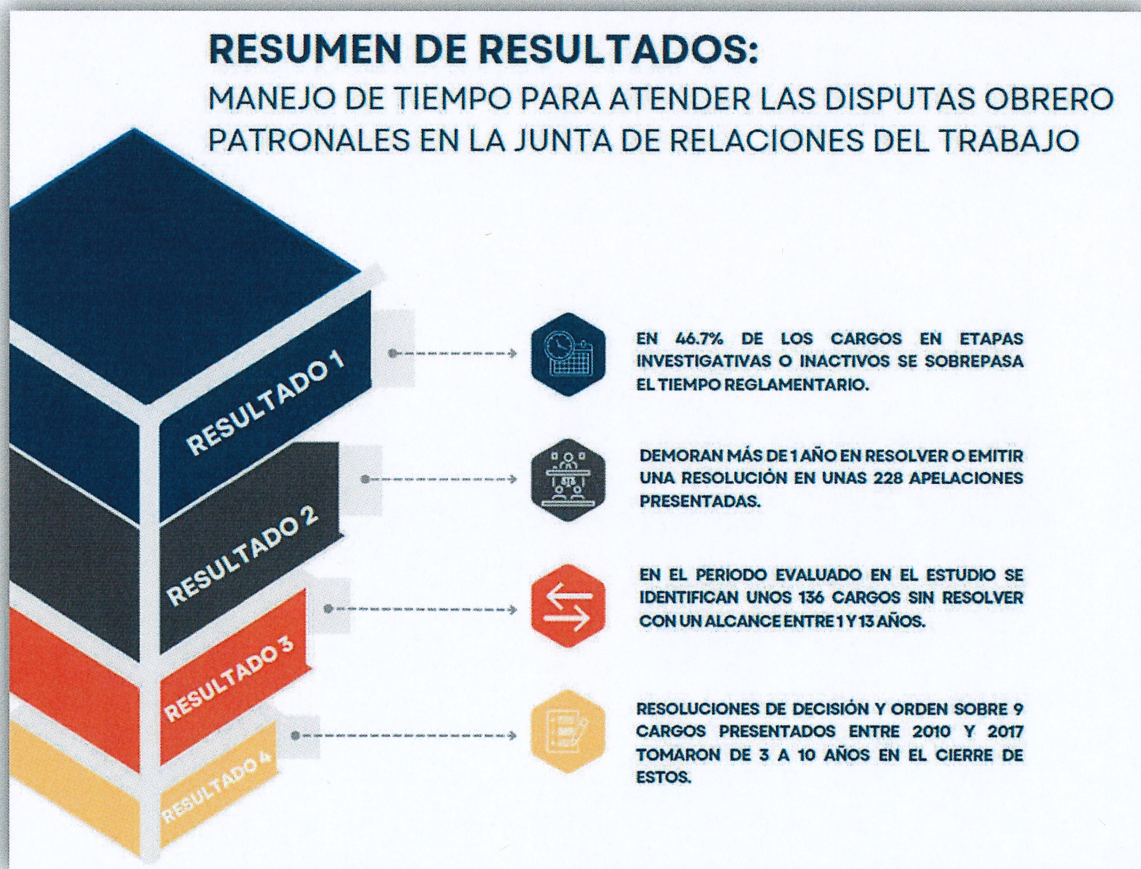 RESUMEN DE RESULTADOS:
MANEJO DE TIEMPO PARA ATENDER LAS DISPUTAS OBRERO
PATRONALES EN LA JUNTA DE RELACIONES DEL TRABAJO
RESULTADO 1
EN 46.7% DE LOS CARGOS EN ETAPAS
INVESTIGATIVAS O INACTIVOS SE SOBREPASA
EL TIEMPO REGLAMENTARIO.
RESULTADO 2
DEMORAN MÁS DE 1 AÑO EN RESOLVER O EMITIR
UNA RESOLUCIÓN EN UNAS 228 APELACIONES
PRESENTADAS.
RESULTADO 3
EN EL PERIODO EVALUADO EN EL ESTUDIO SE
IDENTIFICAN UNOS 136 CARGOS SIN RESOLVER
CON UN ALCANCE ENTRE 1 Y 13 AÑOS.
RESULTADO 4
RESOLUCIONES DE DECISIÓN Y ORDEN SOBRE 9
CARGOS PRESENTADOS ENTRE 2010 Y 2017
TOMARON DE 3 A 10 AÑOS EN EL CIERRE DE
ESTOS.